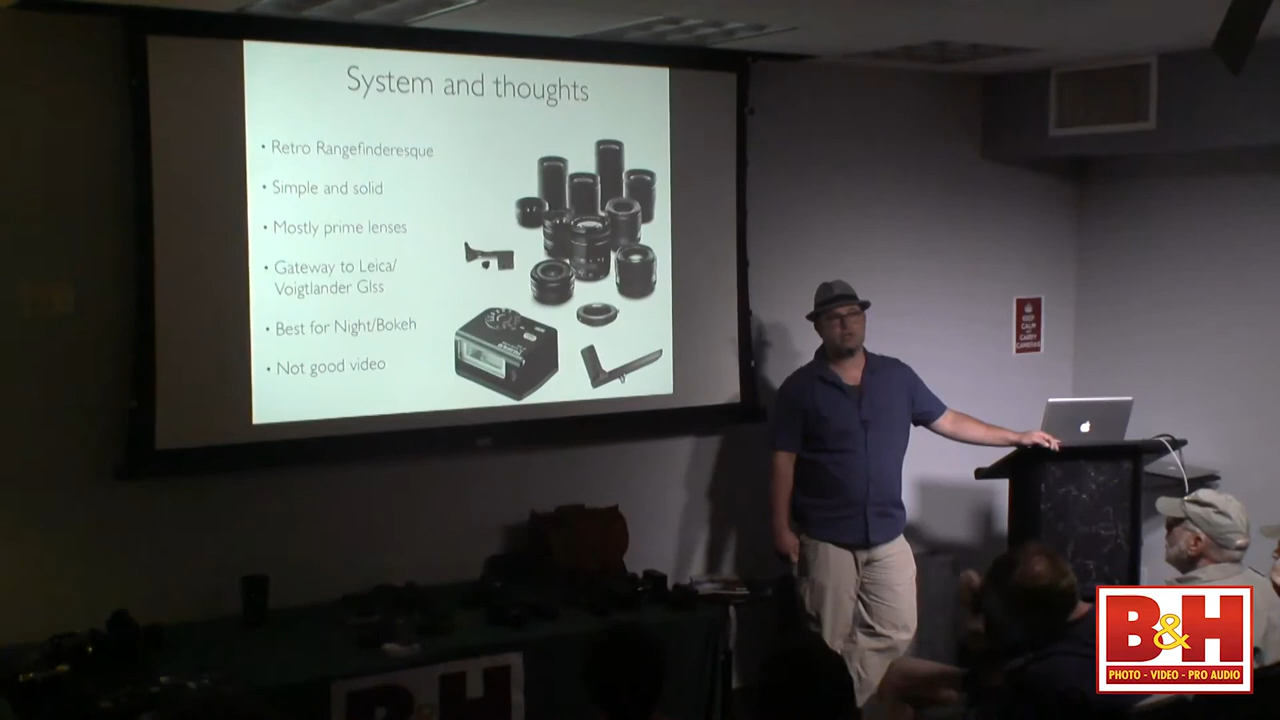 System and thoughts
• Retro Rangefinderesque
• Simple and solid
• Mostly prime lenses
• Gateway to Leica/
Voigtlander Glss
• Best for Night/Bokeh
• Not good video
KEEP
CALM
AND
CARRY
CAMERAS
B&H
PHOTO - VIDEO - PRO AUDIO
B&H